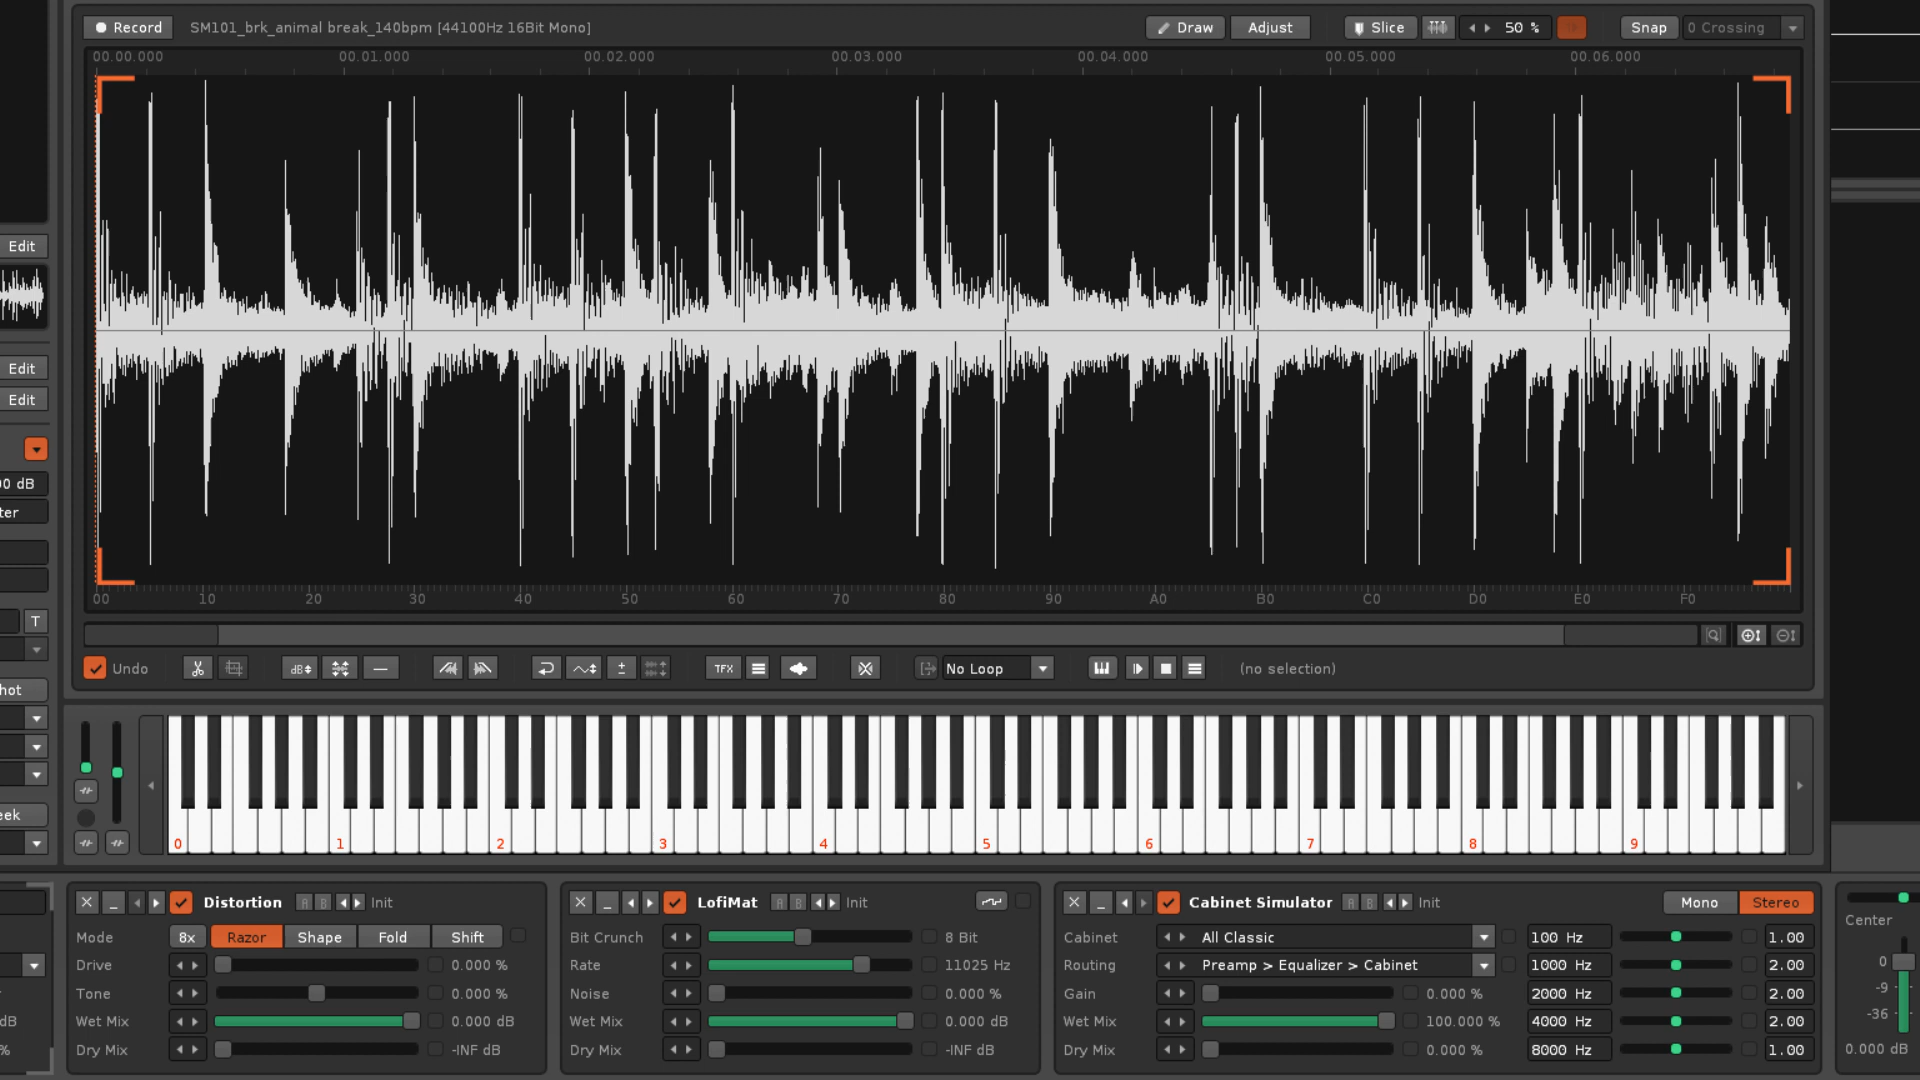 Record SM101_brk_animal break_140bpm [44100Hz 16Bit Mono] Draw Adjust Slice 50 % Snap 0 Crossing
00.00.000 00.01.000 00.02.000 00.03.000 00.04.000 00.05.000 00.06.000
Edit
Edit
Edit
00 dB
ter
00 10 20 30 40 50 60 70 80 90 A0 B0 C0 D0 E0 F0
T
Undo dB TFX No Loop (no selection)
hot
eek
0 1 2 3 4 5 6 7 8 9
Distortion A B Init
Mode 8x Razor Shape Fold Shift
Drive 0.000 %
Tone 0.000 %
Wet Mix 0.000 dB
Dry Mix -INF dB
LofiMat A B Init
Bit Crunch 8 Bit
Rate 11025 Hz
Noise 0.000 %
Wet Mix 0.000 dB
Dry Mix -INF dB
Cabinet Simulator A B Init Mono Stereo
Cabinet All Classic 100 Hz 1.00
Routing Preamp > Equalizer > Cabinet 1000 Hz 2.00
Gain 0.000 % 2000 Hz 2.00
Wet Mix 100.000 % 4000 Hz 2.00
Dry Mix 0.000 % 8000 Hz 1.00
Center
0
-9
-36
0.000 dB
dB
%